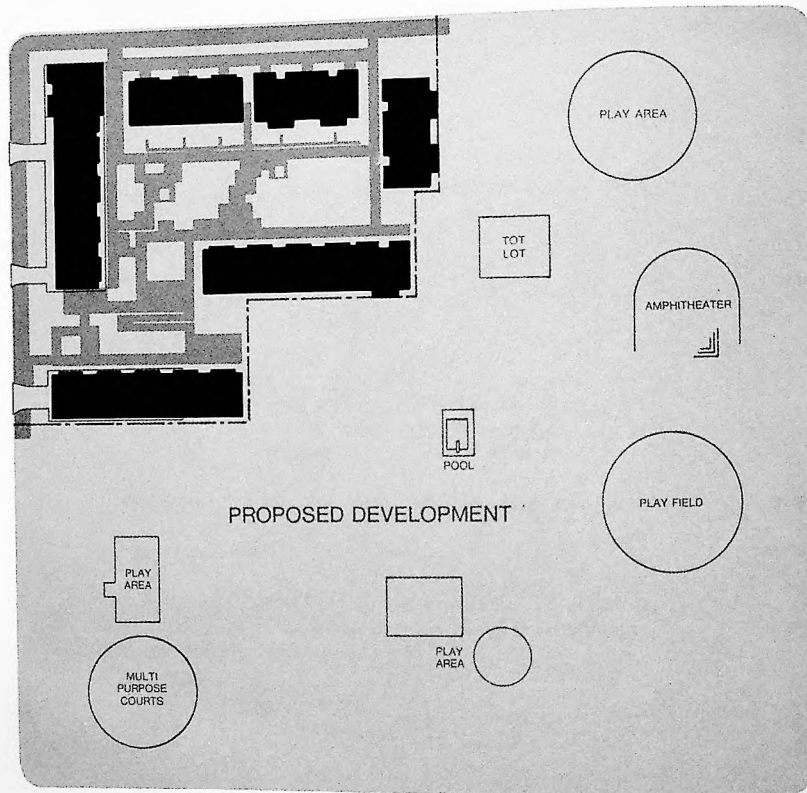 PLAY AREA
TOT
LOT
AMPHITHEATER
POOL
PLAY FIELD
PROPOSED DEVELOPMENT
PLAY
AREA
PLAY
AREA
MULTI
PURPOSE
COURTS